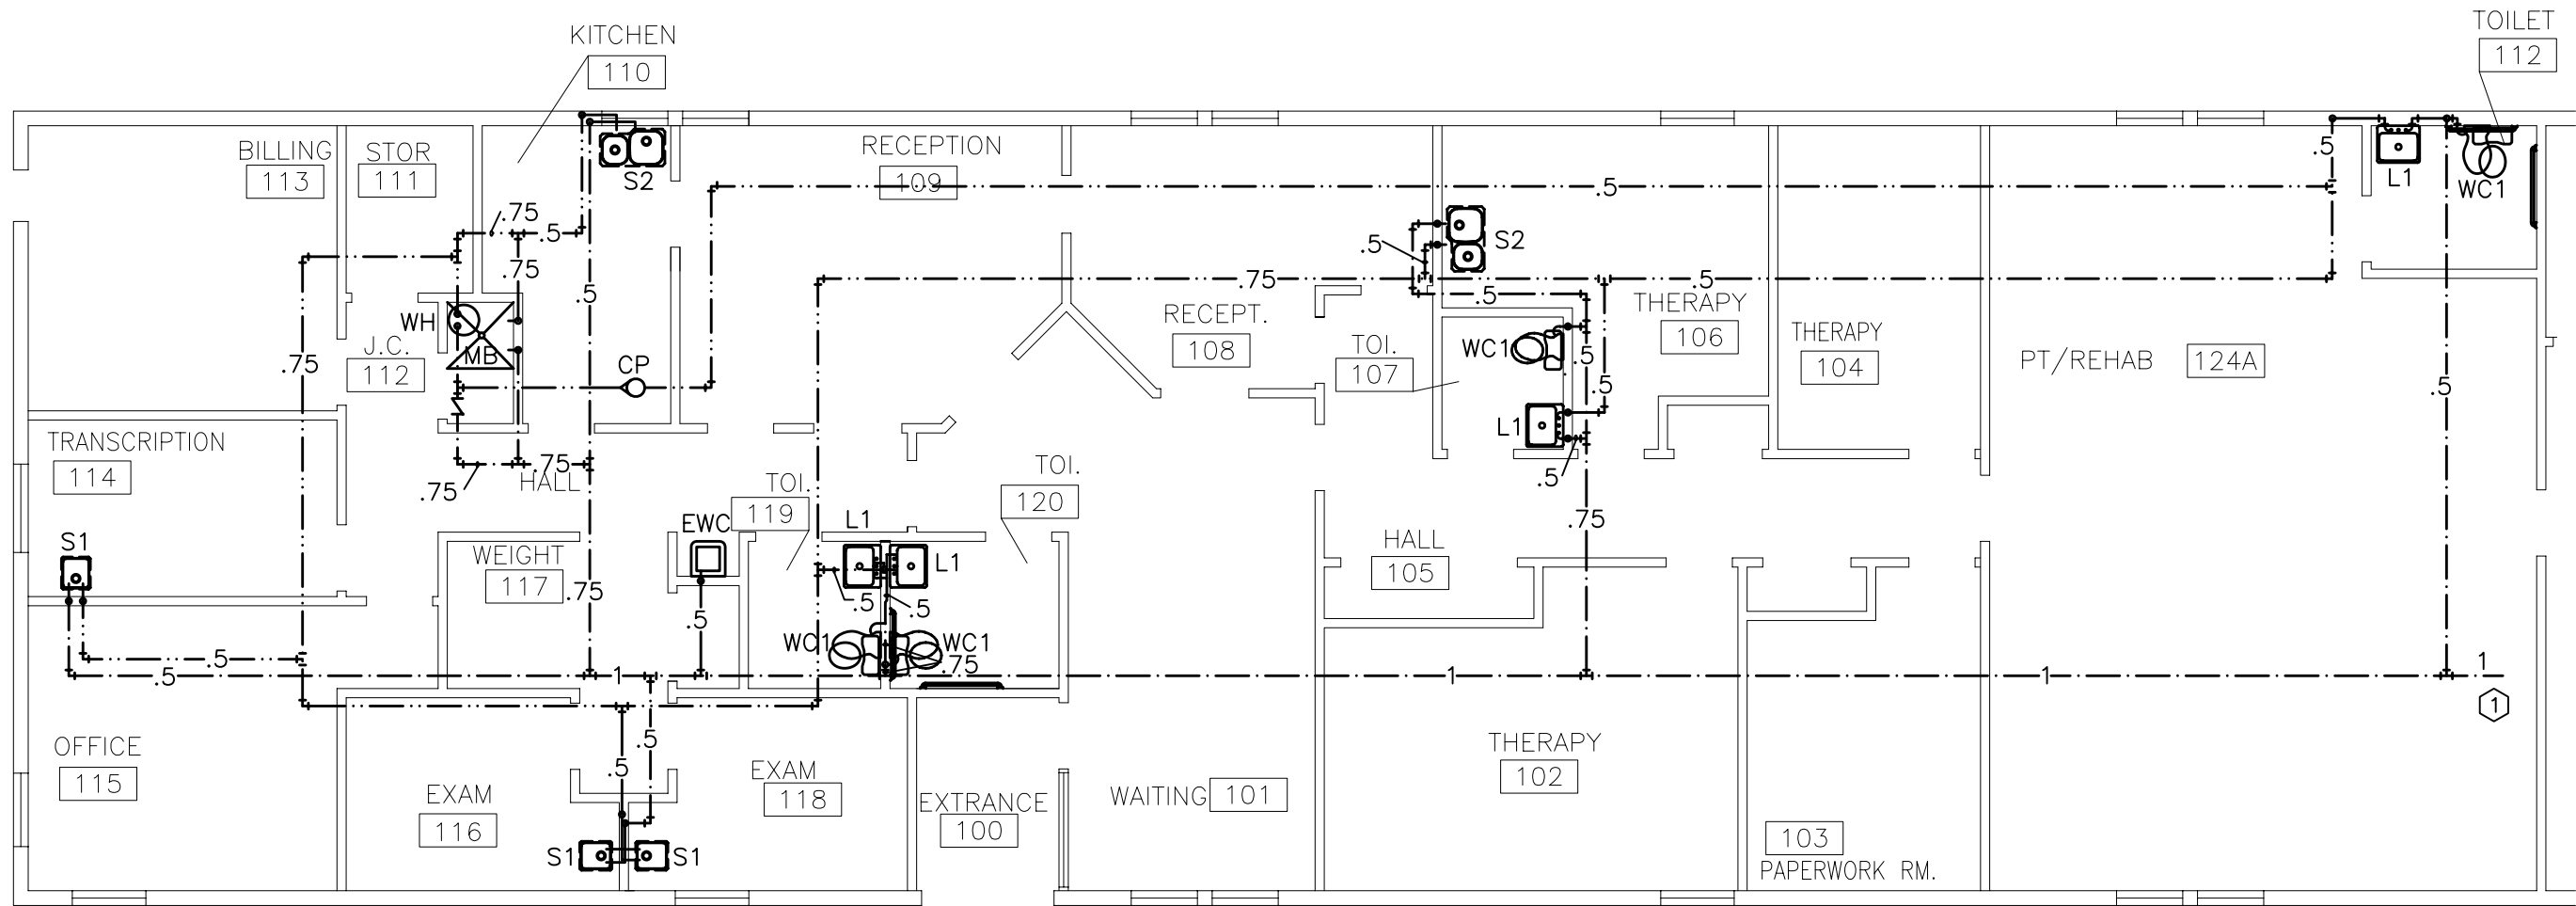 KITCHEN
110
TOILET
112
BILLING
113
STOR
111
RECEPTION
109
S2
L1
WC1
.5
.5
.75
.5
.75
.5
S2
.5
.75
.5
.5
THERAPY
106
THERAPY
104
PT/REHAB
124A
RECEPT.
108
TOI.
107
WC1
.5
.5
L1
.5
.5
WH
MB
J.C.
112
.75
CP
TRANSCRIPTION
114
.75
.75
HALL
TOI.
119
TOI.
120
EWC
L1
L1
.75
HALL
105
S1
WEIGHT
117
.75
.5
.5
.5
WC1
WC1
.75
.5
.5
1
1
1
1
1
OFFICE
115
.5
.5
EXAM
116
EXAM
118
EXTRANCE
100
WAITING
101
THERAPY
102
103
PAPERWORK RM.
S1
S1